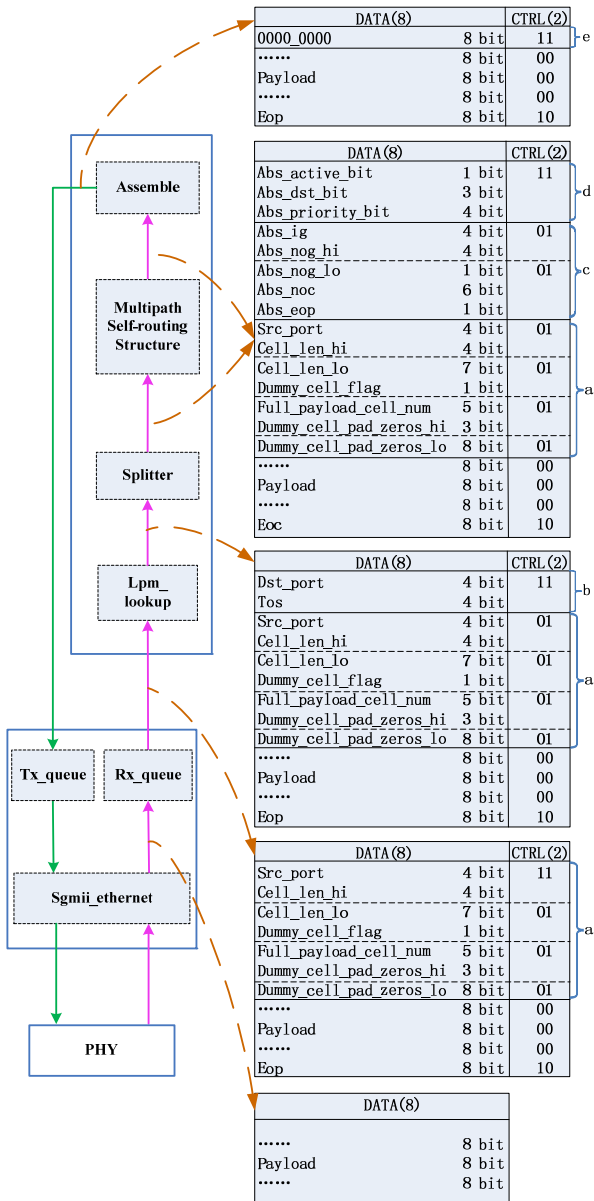 DATA(8) CTRL(2)
0000_0000 8 bit 11 e
…… 8 bit 00
Payload 8 bit 00
…… 8 bit 00
Eop 8 bit 10
DATA(8) CTRL(2)
Abs_active_bit 1 bit 11
Abs_dst_bit 3 bit d
Abs_priority_bit 4 bit
Abs_ig 4 bit 01
Abs_nog_hi 4 bit
Abs_nog_lo 1 bit 01 c
Abs_noc 6 bit
Abs_eop 1 bit
Src_port 4 bit 01
Cell_len_hi 4 bit
Cell_len_lo 7 bit 01 a
Dummy_cell_flag 1 bit
Full_payload_cell_num 5 bit 01
Dummy_cell_pad_zeros_hi 3 bit
Dummy_cell_pad_zeros_lo 8 bit 01
…… 8 bit 00
Payload 8 bit 00
…… 8 bit 00
Eoc 8 bit 10
DATA(8) CTRL(2)
Dst_port 4 bit 11 b
Tos 4 bit
Src_port 4 bit 01
Cell_len_hi 4 bit
Cell_len_lo 7 bit 01 a
Dummy_cell_flag 1 bit
Full_payload_cell_num 5 bit 01
Dummy_cell_pad_zeros_hi 3 bit
Dummy_cell_pad_zeros_lo 8 bit 01
…… 8 bit 00
Payload 8 bit 00
…… 8 bit 00
Eop 8 bit 10
DATA(8) CTRL(2)
Src_port 4 bit 11
Cell_len_hi 4 bit
Cell_len_lo 7 bit 01
Dummy_cell_flag 1 bit a
Full_payload_cell_num 5 bit 01
Dummy_cell_pad_zeros_hi 3 bit
Dummy_cell_pad_zeros_lo 8 bit 01
…… 8 bit 00
Payload 8 bit 00
…… 8 bit 00
Eop 8 bit 10
DATA(8)
…… 8 bit
Payload 8 bit
…… 8 bit
Assemble
Multipath
Self-routing
Structure
Splitter
Lpm_
lookup
Tx_queue Rx_queue
Sgmii_ethernet
PHY